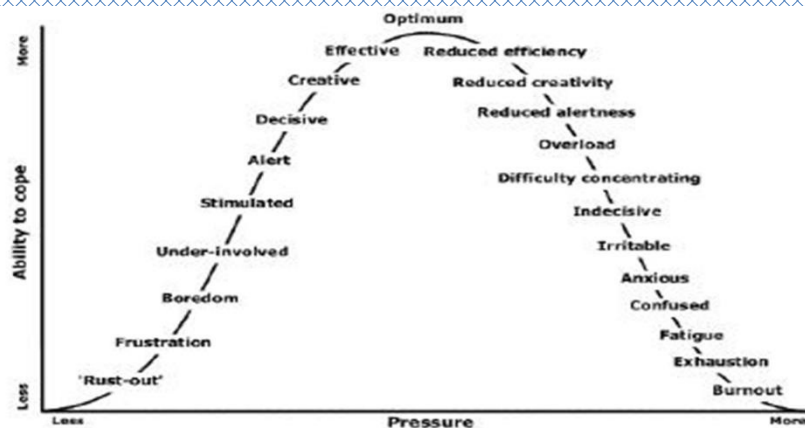 Optimum
More
Effective
Reduced efficiency
Creative
Reduced creativity
Decisive
Reduced alertness
Overload
Alert
Difficulty concentrating
Stimulated
Indecisive
Ability to cope
Under-involved
Irritable
Anxious
Boredom
Confused
Frustration
Fatigue
Exhaustion
'Rust-out'
Burnout
Less
Less
Pressure
More